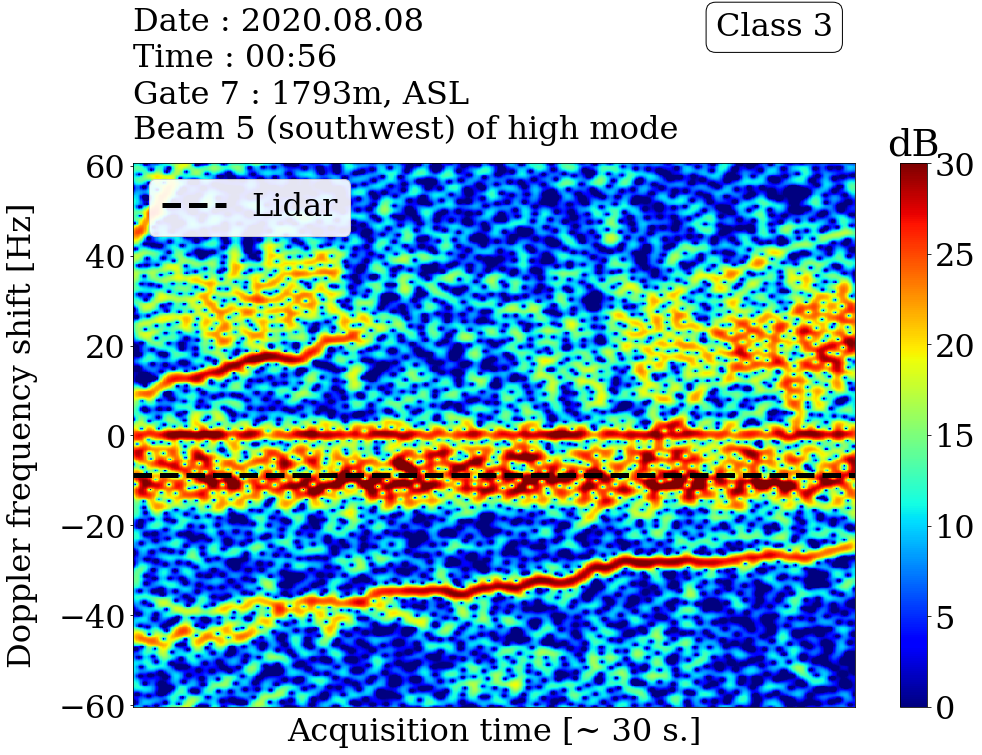 Date : 2020.08.08
Time : 00:56
Gate 7 : 1793m, ASL
Beam 5 (southwest) of high mode
Class 3
dB
Lidar
60
40
20
0
−20
−40
−60
Doppler frequency shift [Hz]
Acquisition time [~ 30 s.]
30
25
20
15
10
5
0